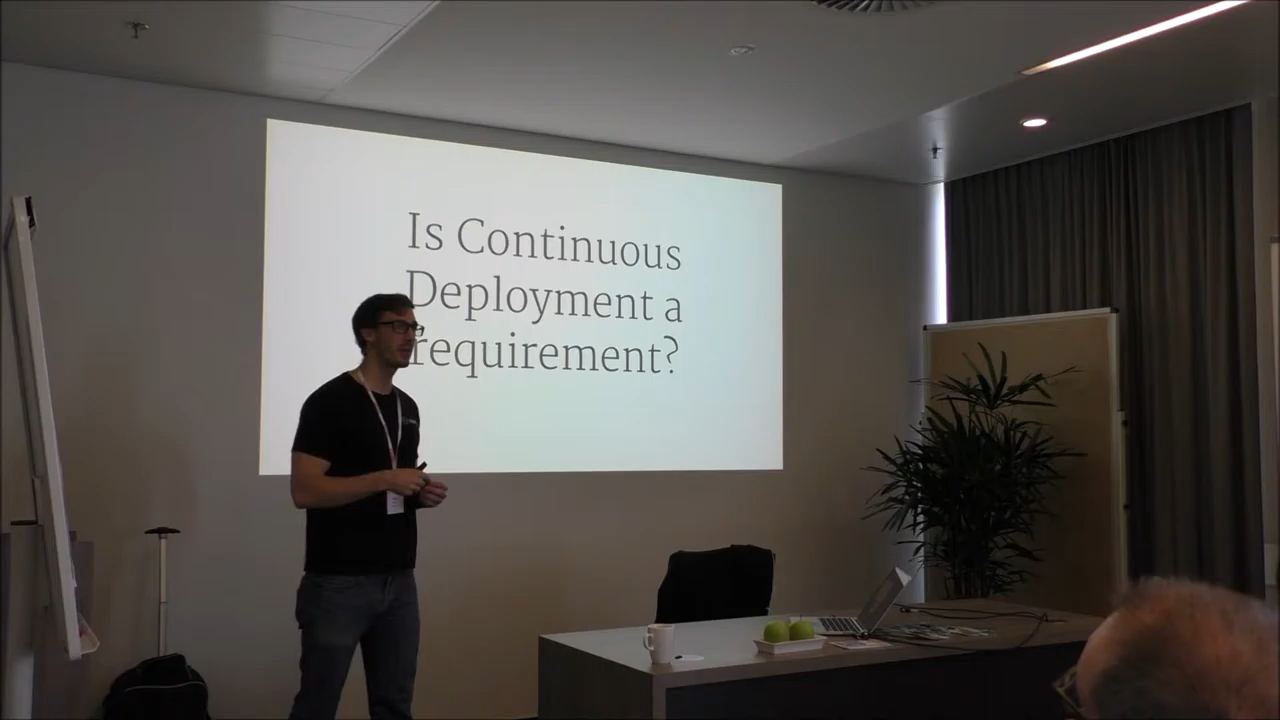 Is Continuous
Deployment a
requirement?